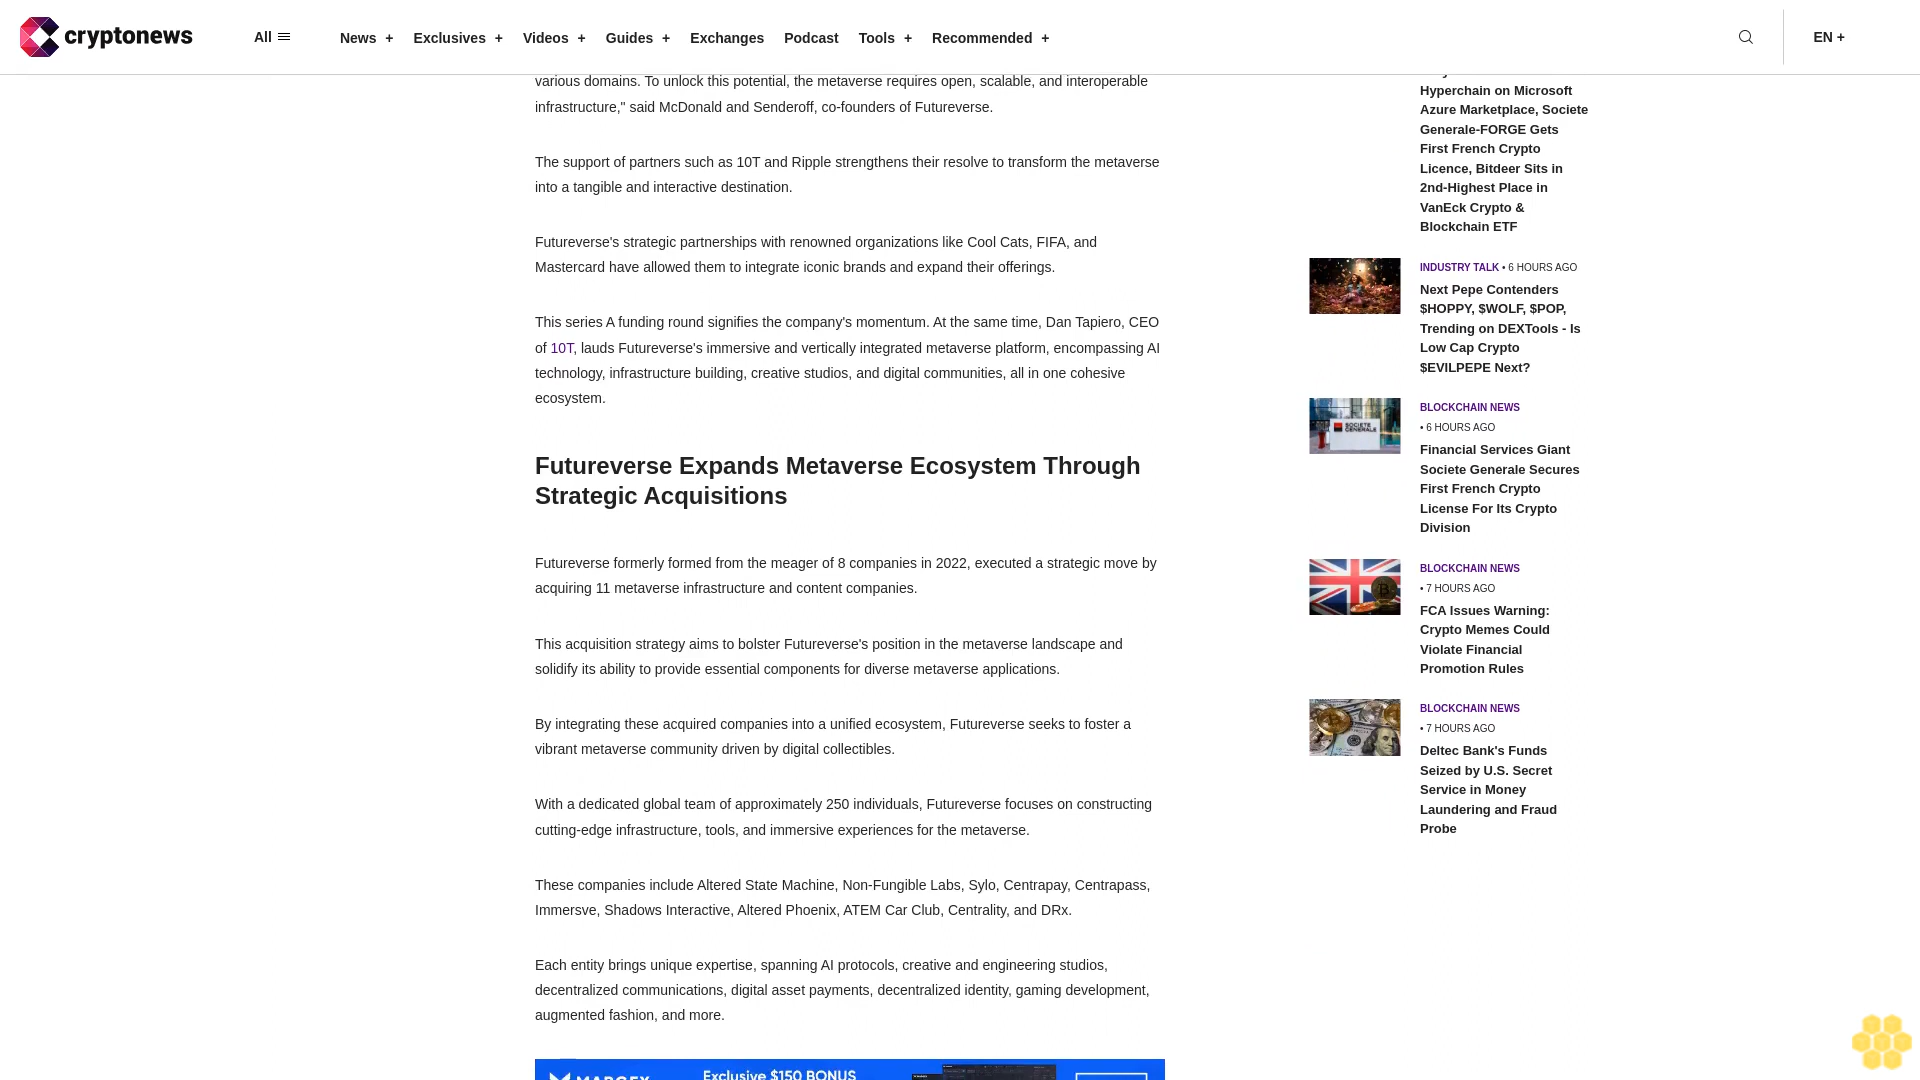 cryptonews
All
News +
Exclusives +
Videos +
Guides +
Exchanges
Podcast
Tools +
Recommended +
EN +
various domains. To unlock this potential, the metaverse requires open, scalable, and interoperable
infrastructure," said McDonald and Senderoff, co-founders of Futureverse.
The support of partners such as 10T and Ripple strengthens their resolve to transform the metaverse
into a tangible and interactive destination.
Futureverse's strategic partnerships with renowned organizations like Cool Cats, FIFA, and
Mastercard have allowed them to integrate iconic brands and expand their offerings.
This series A funding round signifies the company's momentum. At the same time, Dan Tapiero, CEO
of 10T, lauds Futureverse's immersive and vertically integrated metaverse platform, encompassing AI
technology, infrastructure building, creative studios, and digital communities, all in one cohesive
ecosystem.
Futureverse Expands Metaverse Ecosystem Through
Strategic Acquisitions
Futureverse formerly formed from the meager of 8 companies in 2022, executed a strategic move by
acquiring 11 metaverse infrastructure and content companies.
This acquisition strategy aims to bolster Futureverse's position in the metaverse landscape and
solidify its ability to provide essential components for diverse metaverse applications.
By integrating these acquired companies into a unified ecosystem, Futureverse seeks to foster a
vibrant metaverse community driven by digital collectibles.
With a dedicated global team of approximately 250 individuals, Futureverse focuses on constructing
cutting-edge infrastructure, tools, and immersive experiences for the metaverse.
These companies include Altered State Machine, Non-Fungible Labs, Sylo, Centrapay, Centrapass,
Immersve, Shadows Interactive, Altered Phoenix, ATEM Car Club, Centrality, and DRx.
Each entity brings unique expertise, spanning AI protocols, creative and engineering studios,
decentralized communications, digital asset payments, decentralized identity, gaming development,
augmented fashion, and more.
MARGEX
Exclusive $150 BONUS
Hyperchain on Microsoft
Azure Marketplace, Societe
Generale-FORGE Gets
First French Crypto
Licence, Bitdeer Sits in
2nd-Highest Place in
VanEck Crypto &
Blockchain ETF
INDUSTRY TALK • 6 HOURS AGO
Next Pepe Contenders
$HOPPY, $WOLF, $POP,
Trending on DEXTools - Is
Low Cap Crypto
$EVILPEPE Next?
SOCIETE
GENERALE
BLOCKCHAIN NEWS
• 6 HOURS AGO
Financial Services Giant
Societe Generale Secures
First French Crypto
License For Its Crypto
Division
BLOCKCHAIN NEWS
• 7 HOURS AGO
FCA Issues Warning:
Crypto Memes Could
Violate Financial
Promotion Rules
BLOCKCHAIN NEWS
• 7 HOURS AGO
Deltec Bank's Funds
Seized by U.S. Secret
Service in Money
Laundering and Fraud
Probe